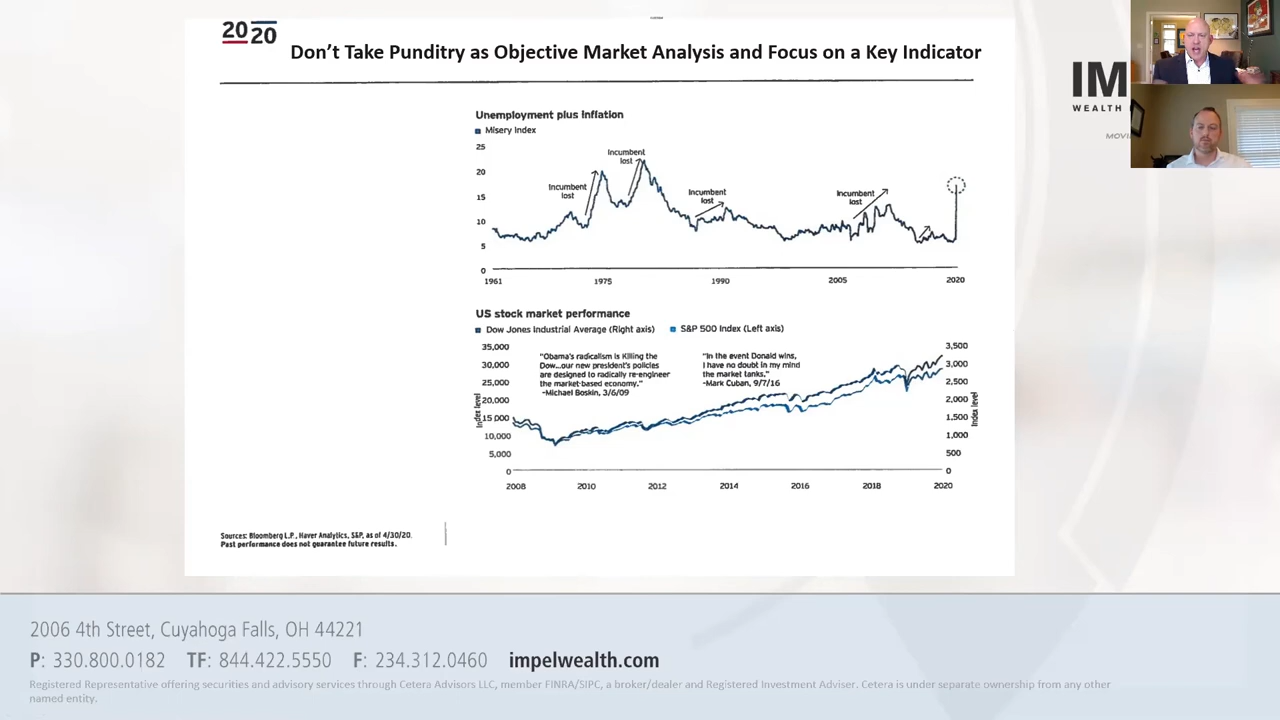 20
20
Don't Take Punditry as Objective Market Analysis and Focus on a Key Indicator
IM
WEALTH
MOVI
Unemployment plus inflation
Misery Index
25
20
15
10
5
0
Incumbent
lost
Incumbent
lost
Incumbent
lost
Incumbent
lost
1961
1975
1990
2005
2020
US stock market performance
Dow Jones Industrial Average (Right axis)
S&P 500 Index (Left axis)
35,000
30,000
25,000
20,000
15,000
10,000
5,000
0
Index level
"Obama's radicalism is Killing the
Dow...our new president's policies
are designed to radically re-engineer
the market-based economy."
-Michael Boskin, 3/6/09
"In the event Donald wins,
I have no doubt in my mind
the market tanks."
-Mark Cuban, 9/7/16
3,500
3,000
2,500
2,000
1,500
1,000
500
0
Index level
2008
2010
2012
2014
2016
2018
2020
Sources: Bloomberg L.P., Haver Analytics, S&P, as of 4/30/20.
Past performance does not guarantee future results.
2006 4th Street, Cuyahoga Falls, OH 44221
P: 330.800.0182 TF: 844.422.5550 F: 234.312.0460 impelwealth.com
Registered Representative offering securities and advisory services through Cetera Advisors LLC, member FINRA/SIPC, a broker/dealer and Registered Investment Adviser. Cetera is under separate ownership from any other
named entity.